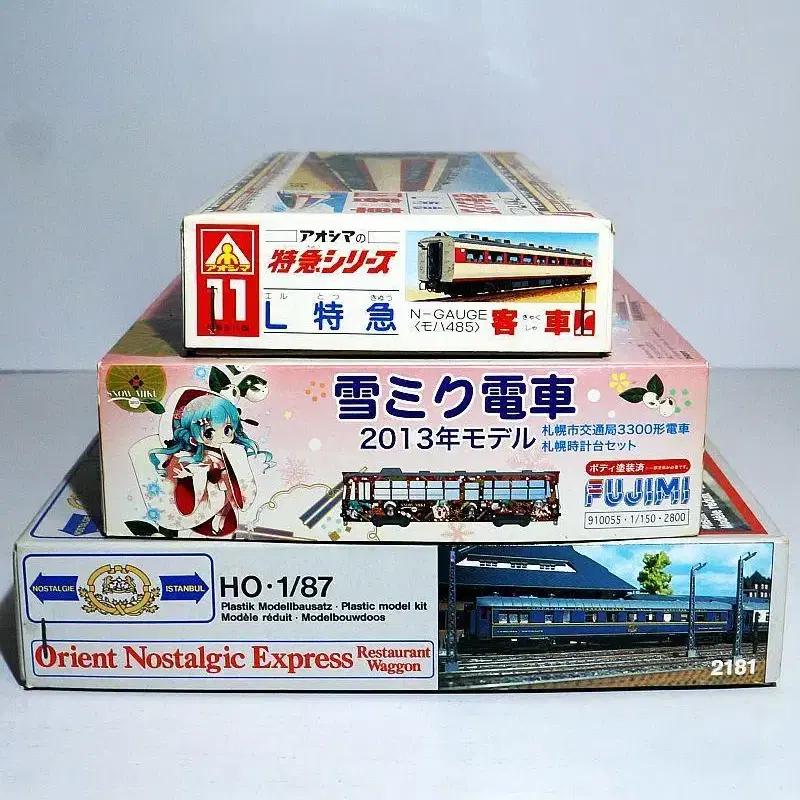 アオシマ
11
アオシマの
特急シリーズ
エル とっ きゅう
L 特急
N-GAUGE
〈モハ485〉
きゃく しゃ
客車
SNOW MIKU
雪ミク電車
2013年モデル
札幌市交通局3300形電車
札幌時計台セット
ボディ塗装済
FUJIMI
910055・1/150・2800
NOSTALGIE ISTANBUL
HO・1/87
Plastik Modellbausatz・Plastic model kit
Modèle réduit・Modelbouwdoos
Orient Nostalgic Express Restaurant Waggon
2181